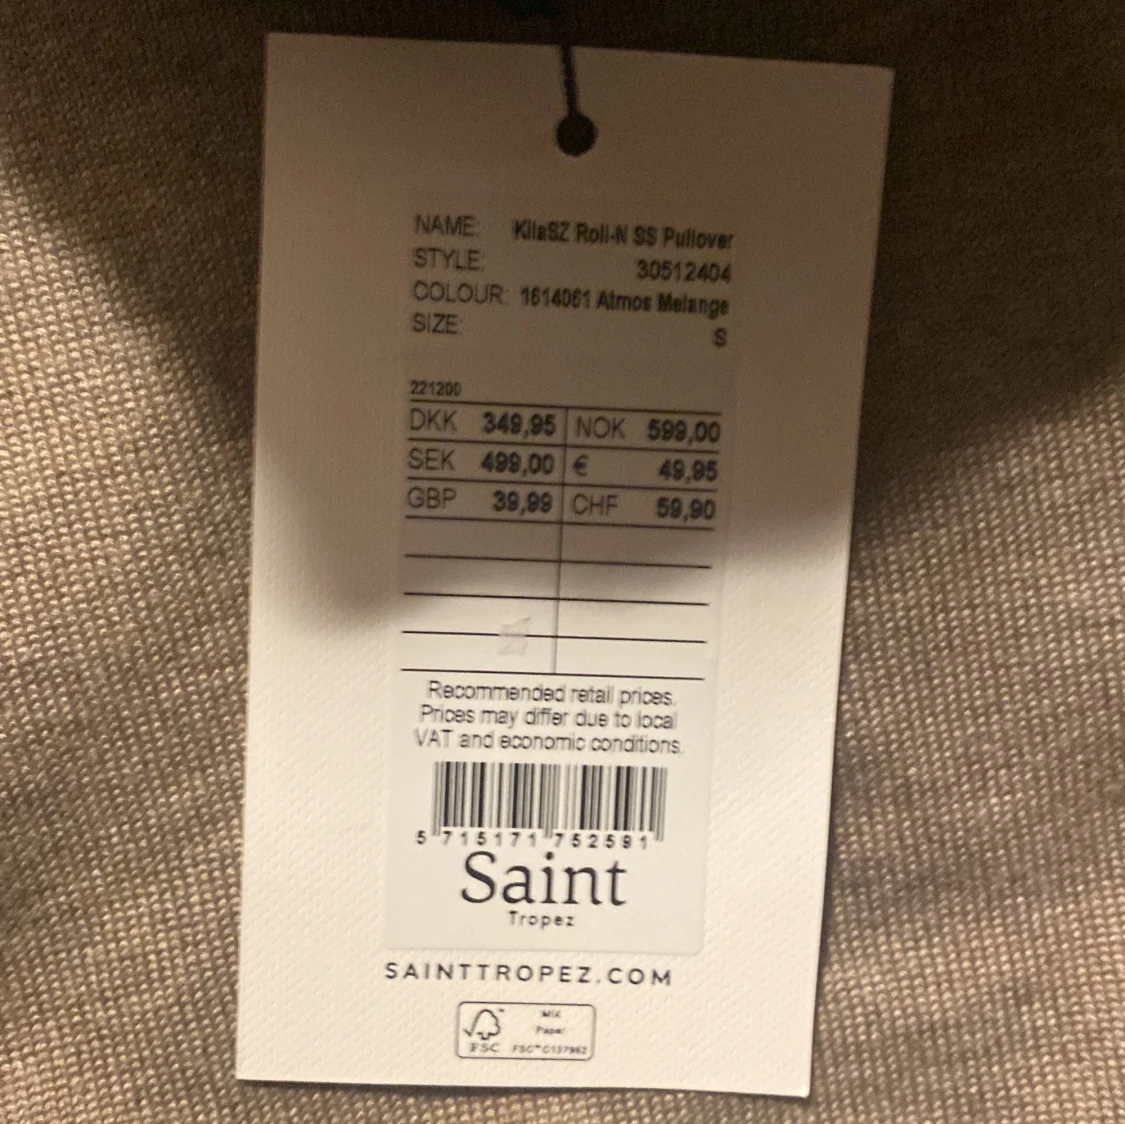 NAME: KilaSZ Roll-N SS Pullover
STYLE: 30512404
COLOUR: 1614061 Atmos Melange
SIZE: S
221200
DKK 349,95 NOK 599,00
SEK 499,00 € 49,95
GBP 39,99 CHF 59,90
Recommended retail prices.
Prices may differ due to local
VAT and economic conditions.
5 715171 752591
Saint
Tropez
SAINTTROPEZ.COM
MIX
Paper
FSC